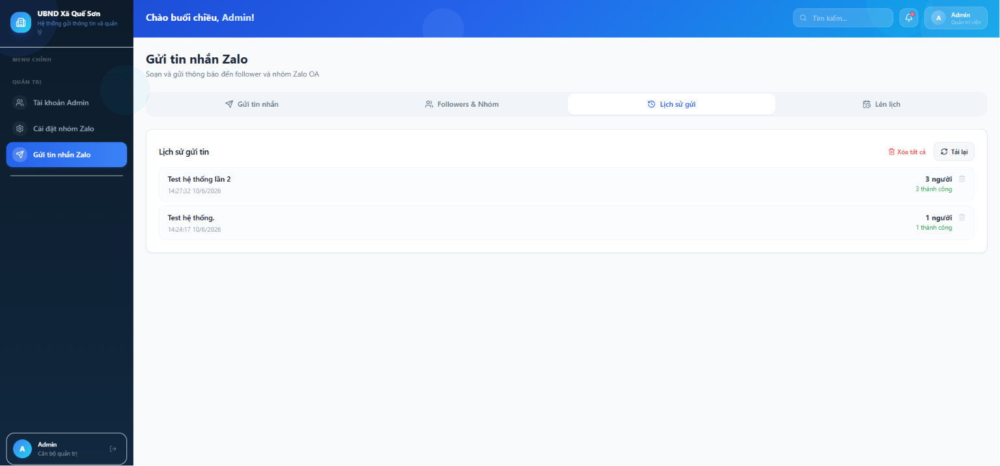 UBND Xã Quế Sơn
Hệ thống gửi thông tin và quản
lý
MENU CHÍNH
QUẢN TRỊ
Tài khoản Admin
Cài đặt nhóm Zalo
Gửi tin nhắn Zalo
A
Admin
Cán bộ quản trị
Chào buổi chiều, Admin!
Tìm kiếm...
A
Admin
Quản trị viên
Gửi tin nhắn Zalo
Soạn và gửi thông báo đến follower và nhóm Zalo OA
Gửi tin nhắn
Followers & Nhóm
Lịch sử gửi
Lên lịch
Lịch sử gửi tin
Xóa tất cả
Tải lại
Test hệ thống lần 2
14:27:32 10/6/2026
3 người
3 thành công
Test hệ thống.
14:24:17 10/6/2026
1 người
1 thành công